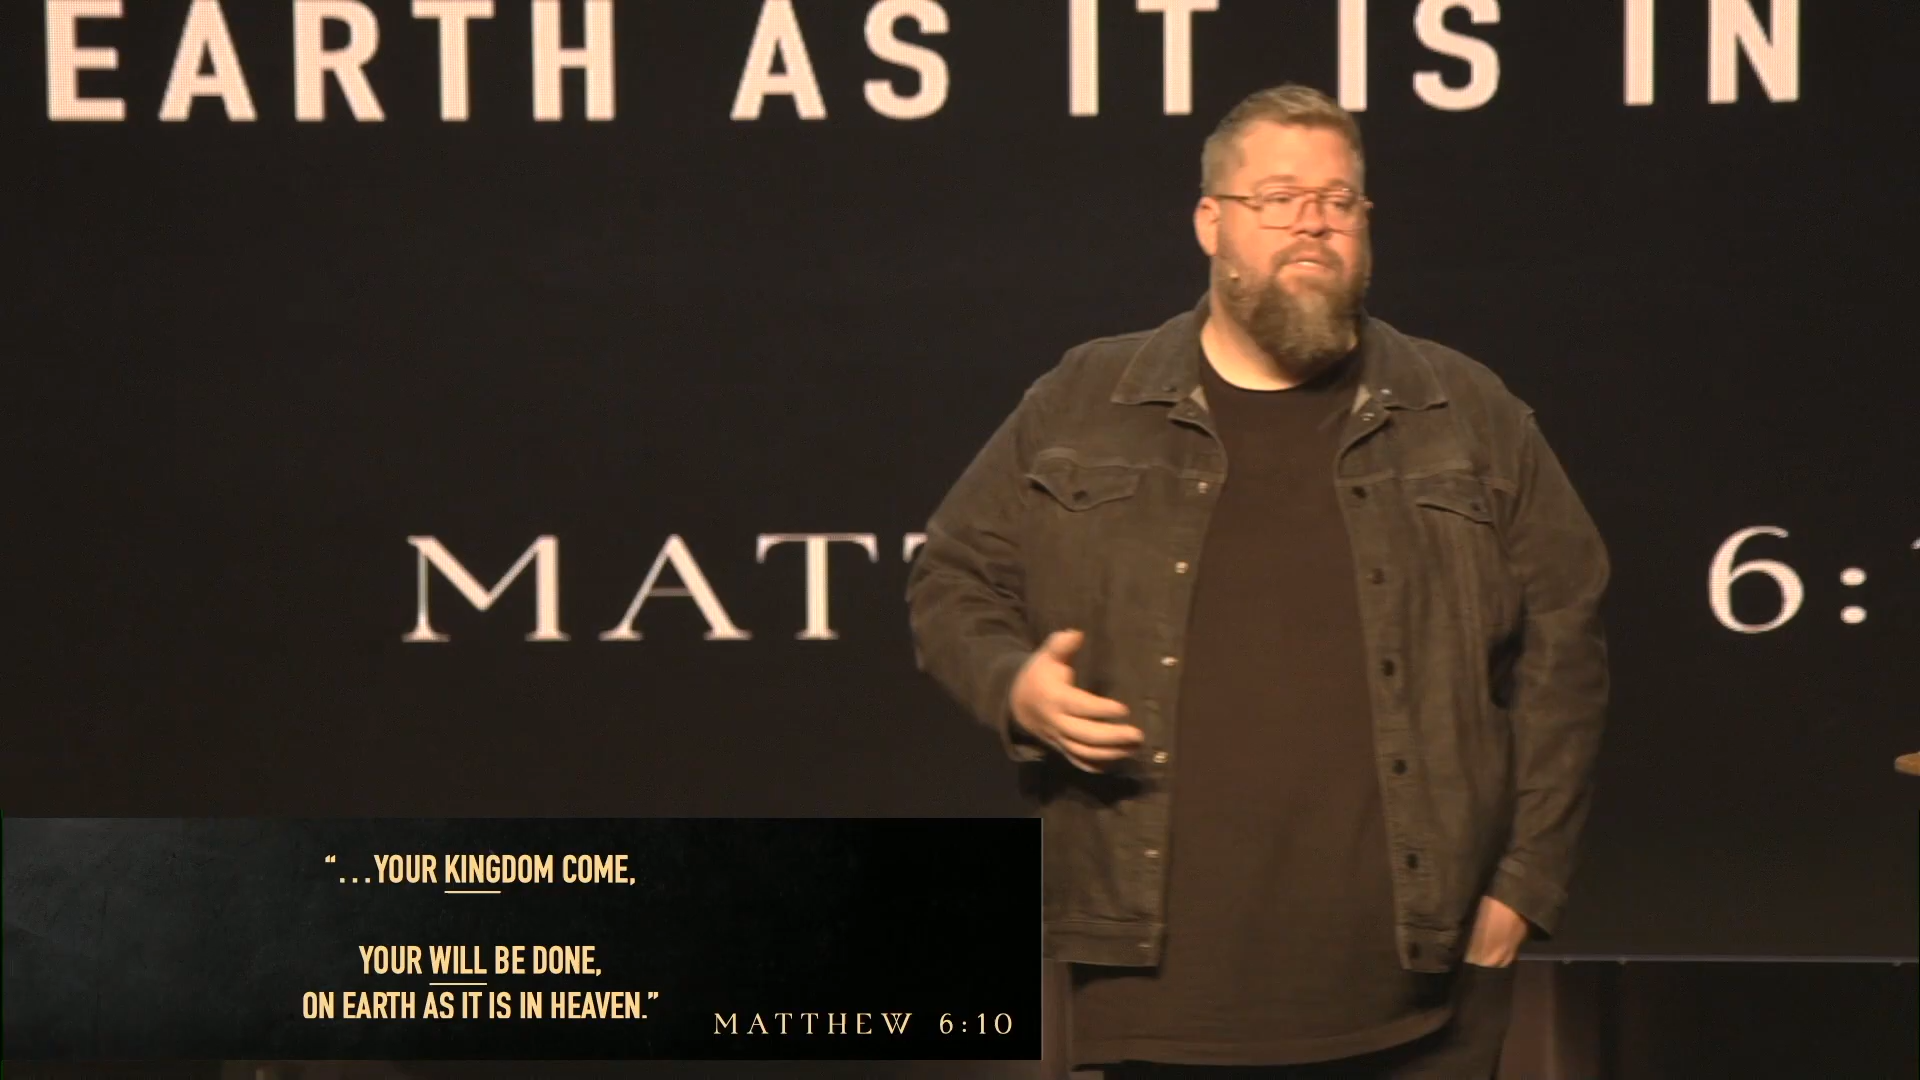 EARTH AS IT IS IN
MATT 6:
“...YOUR KINGDOM COME,
YOUR WILL BE DONE,
ON EARTH AS IT IS IN HEAVEN.”
MATTHEW 6:10